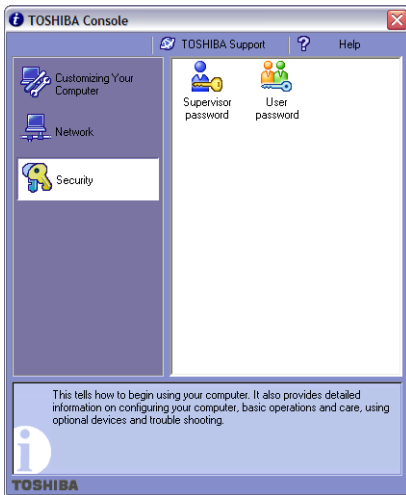 TOSHIBA Console
TOSHIBA Support
?
Help
Customizing Your
Computer
Network
Security
Supervisor
password
User
password
This tells how to begin using your computer. It also provides detailed
information on configuring your computer, basic operations and care, using
optional devices and trouble shooting.
TOSHIBA